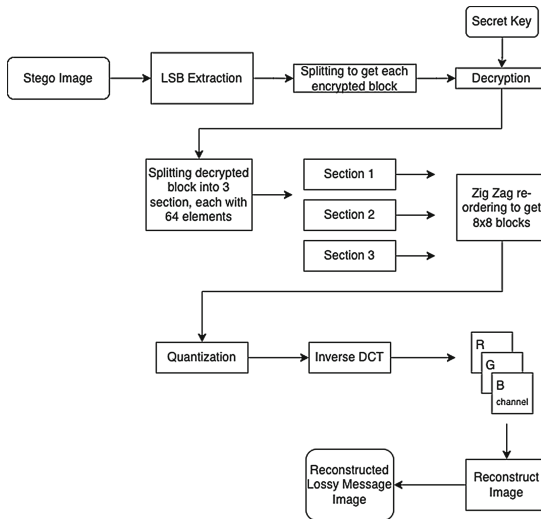 Secret Key
Stego Image
LSB Extraction
Splitting to get each
encrypted block
Decryption
Splitting decrypted
block into 3
section, each with
64 elements
Section 1
Section 2
Section 3
Zig Zag re-
ordering to get
8x8 blocks
Quantization
Inverse DCT
R
G
B
channel
Reconstructed
Lossy Message
Image
Reconstruct
Image